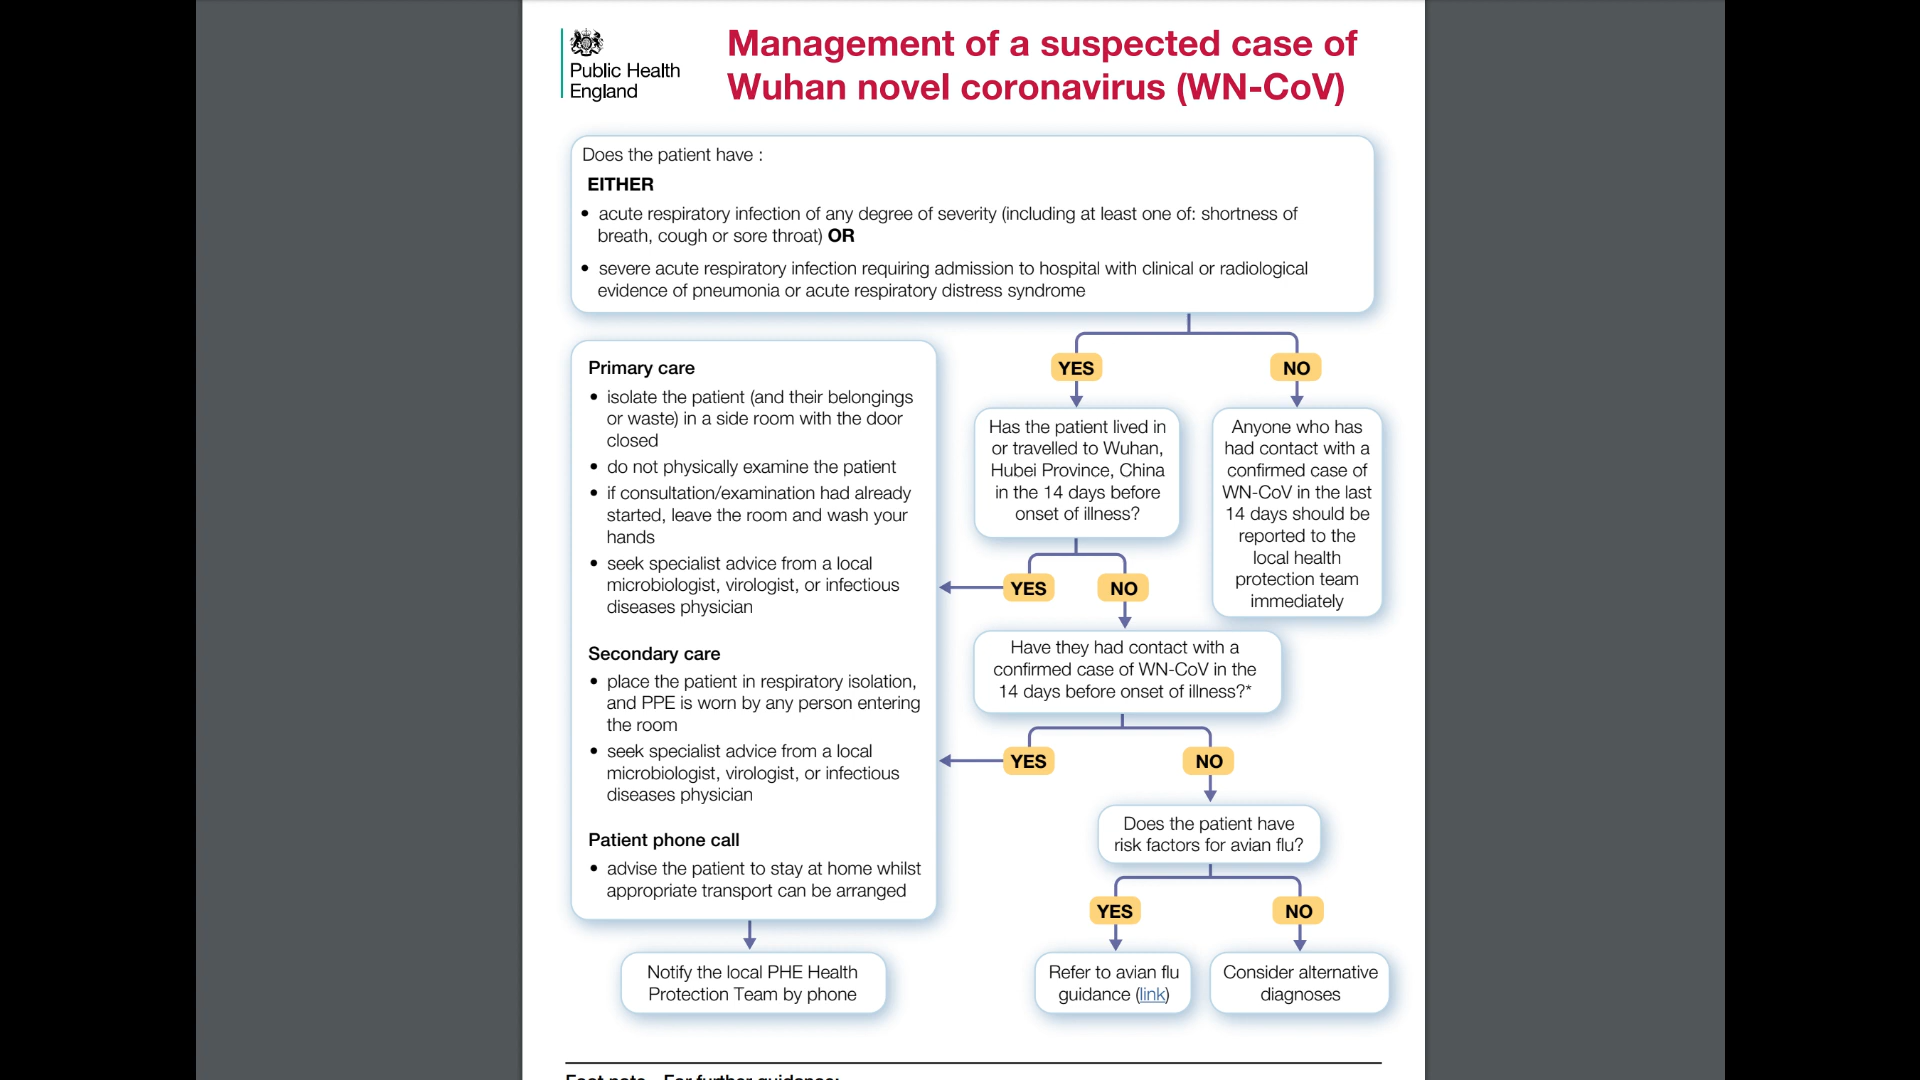 Public Health
England
Management of a suspected case of
Wuhan novel coronavirus (WN-CoV)
Does the patient have :
EITHER
• acute respiratory infection of any degree of severity (including at least one of: shortness of
breath, cough or sore throat) OR
• severe acute respiratory infection requiring admission to hospital with clinical or radiological
evidence of pneumonia or acute respiratory distress syndrome
YES
NO
Has the patient lived in
or travelled to Wuhan,
Hubei Province, China
in the 14 days before
onset of illness?
Anyone who has
had contact with a
confirmed case of
WN-CoV in the last
14 days should be
reported to the
local health
protection team
immediately
YES
NO
Have they had contact with a
confirmed case of WN-CoV in the
14 days before onset of illness?*
YES
NO
Does the patient have
risk factors for avian flu?
YES
NO
Refer to avian flu
guidance (link)
Consider alternative
diagnoses
Primary care
• isolate the patient (and their belongings
or waste) in a side room with the door
closed
• do not physically examine the patient
• if consultation/examination had already
started, leave the room and wash your
hands
• seek specialist advice from a local
microbiologist, virologist, or infectious
diseases physician
Secondary care
• place the patient in respiratory isolation,
and PPE is worn by any person entering
the room
• seek specialist advice from a local
microbiologist, virologist, or infectious
diseases physician
Patient phone call
• advise the patient to stay at home whilst
appropriate transport can be arranged
Notify the local PHE Health
Protection Team by phone
Foot note – For further guidance: